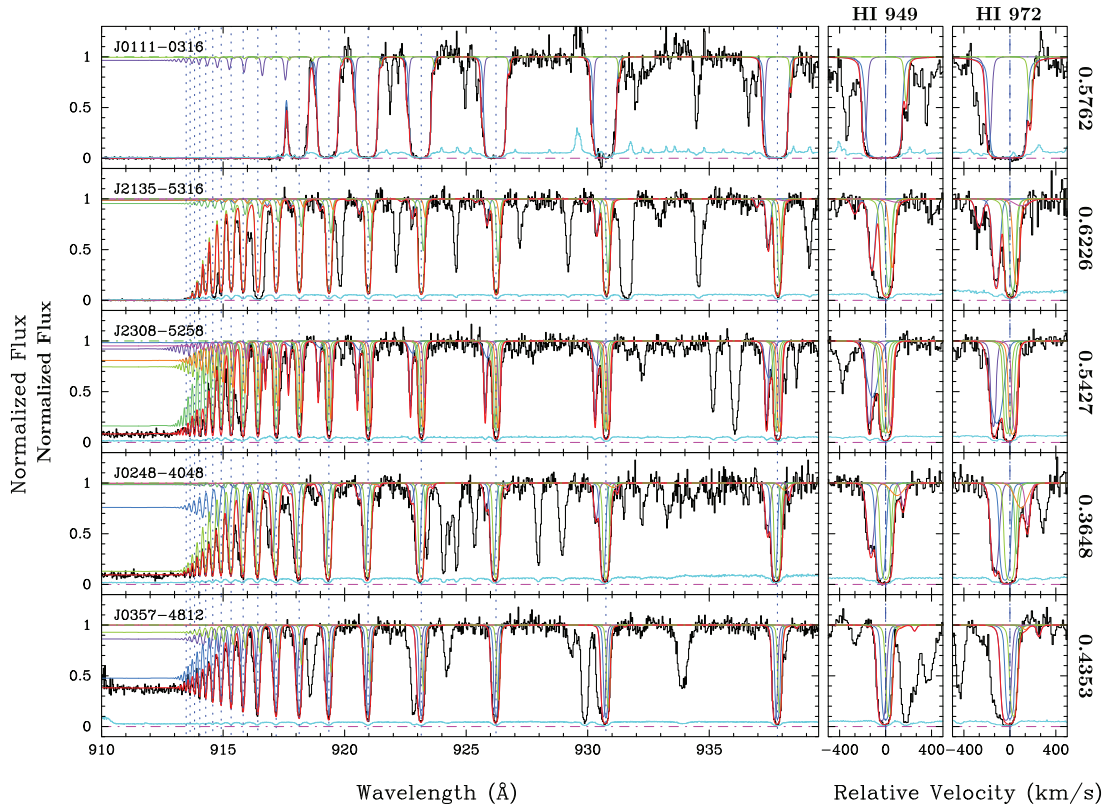 HI 949 HI 972
J0111−0316
1
0.5
0
0.5762
J2135−5316
1
0.5
0
0.6226
J2308−5258
1
0.5
0
0.5427
J0248−4048
1
0.5
0
0.3648
J0357−4812
1
0.5
0
0.4353
Normalized Flux
Normalized Flux
910 915 920 925 930 935 −400 0 400 −400 0 400
Wavelength (Å) Relative Velocity (km/s)